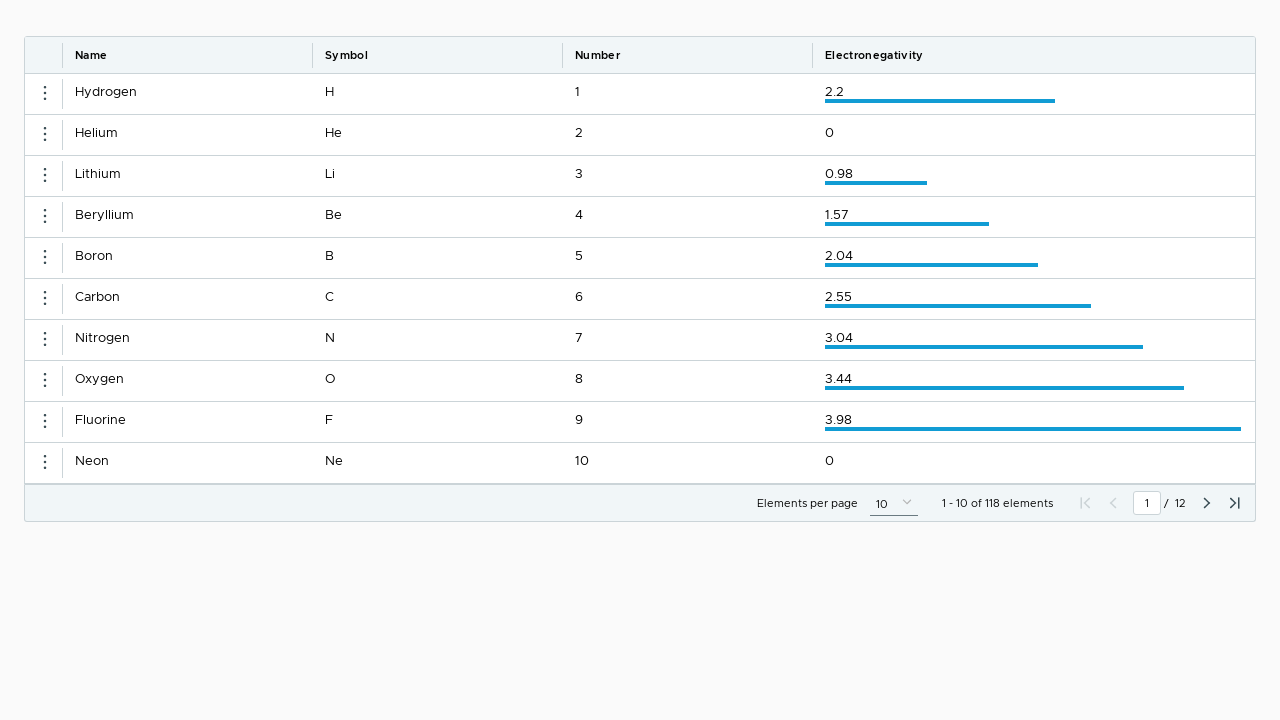 Name Symbol Number Electronegativity
Hydrogen H 1 2.2
Helium He 2 0
Lithium Li 3 0.98
Beryllium Be 4 1.57
Boron B 5 2.04
Carbon C 6 2.55
Nitrogen N 7 3.04
Oxygen O 8 3.44
Fluorine F 9 3.98
Neon Ne 10 0
Elements per page 10 1 - 10 of 118 elements 1 / 12